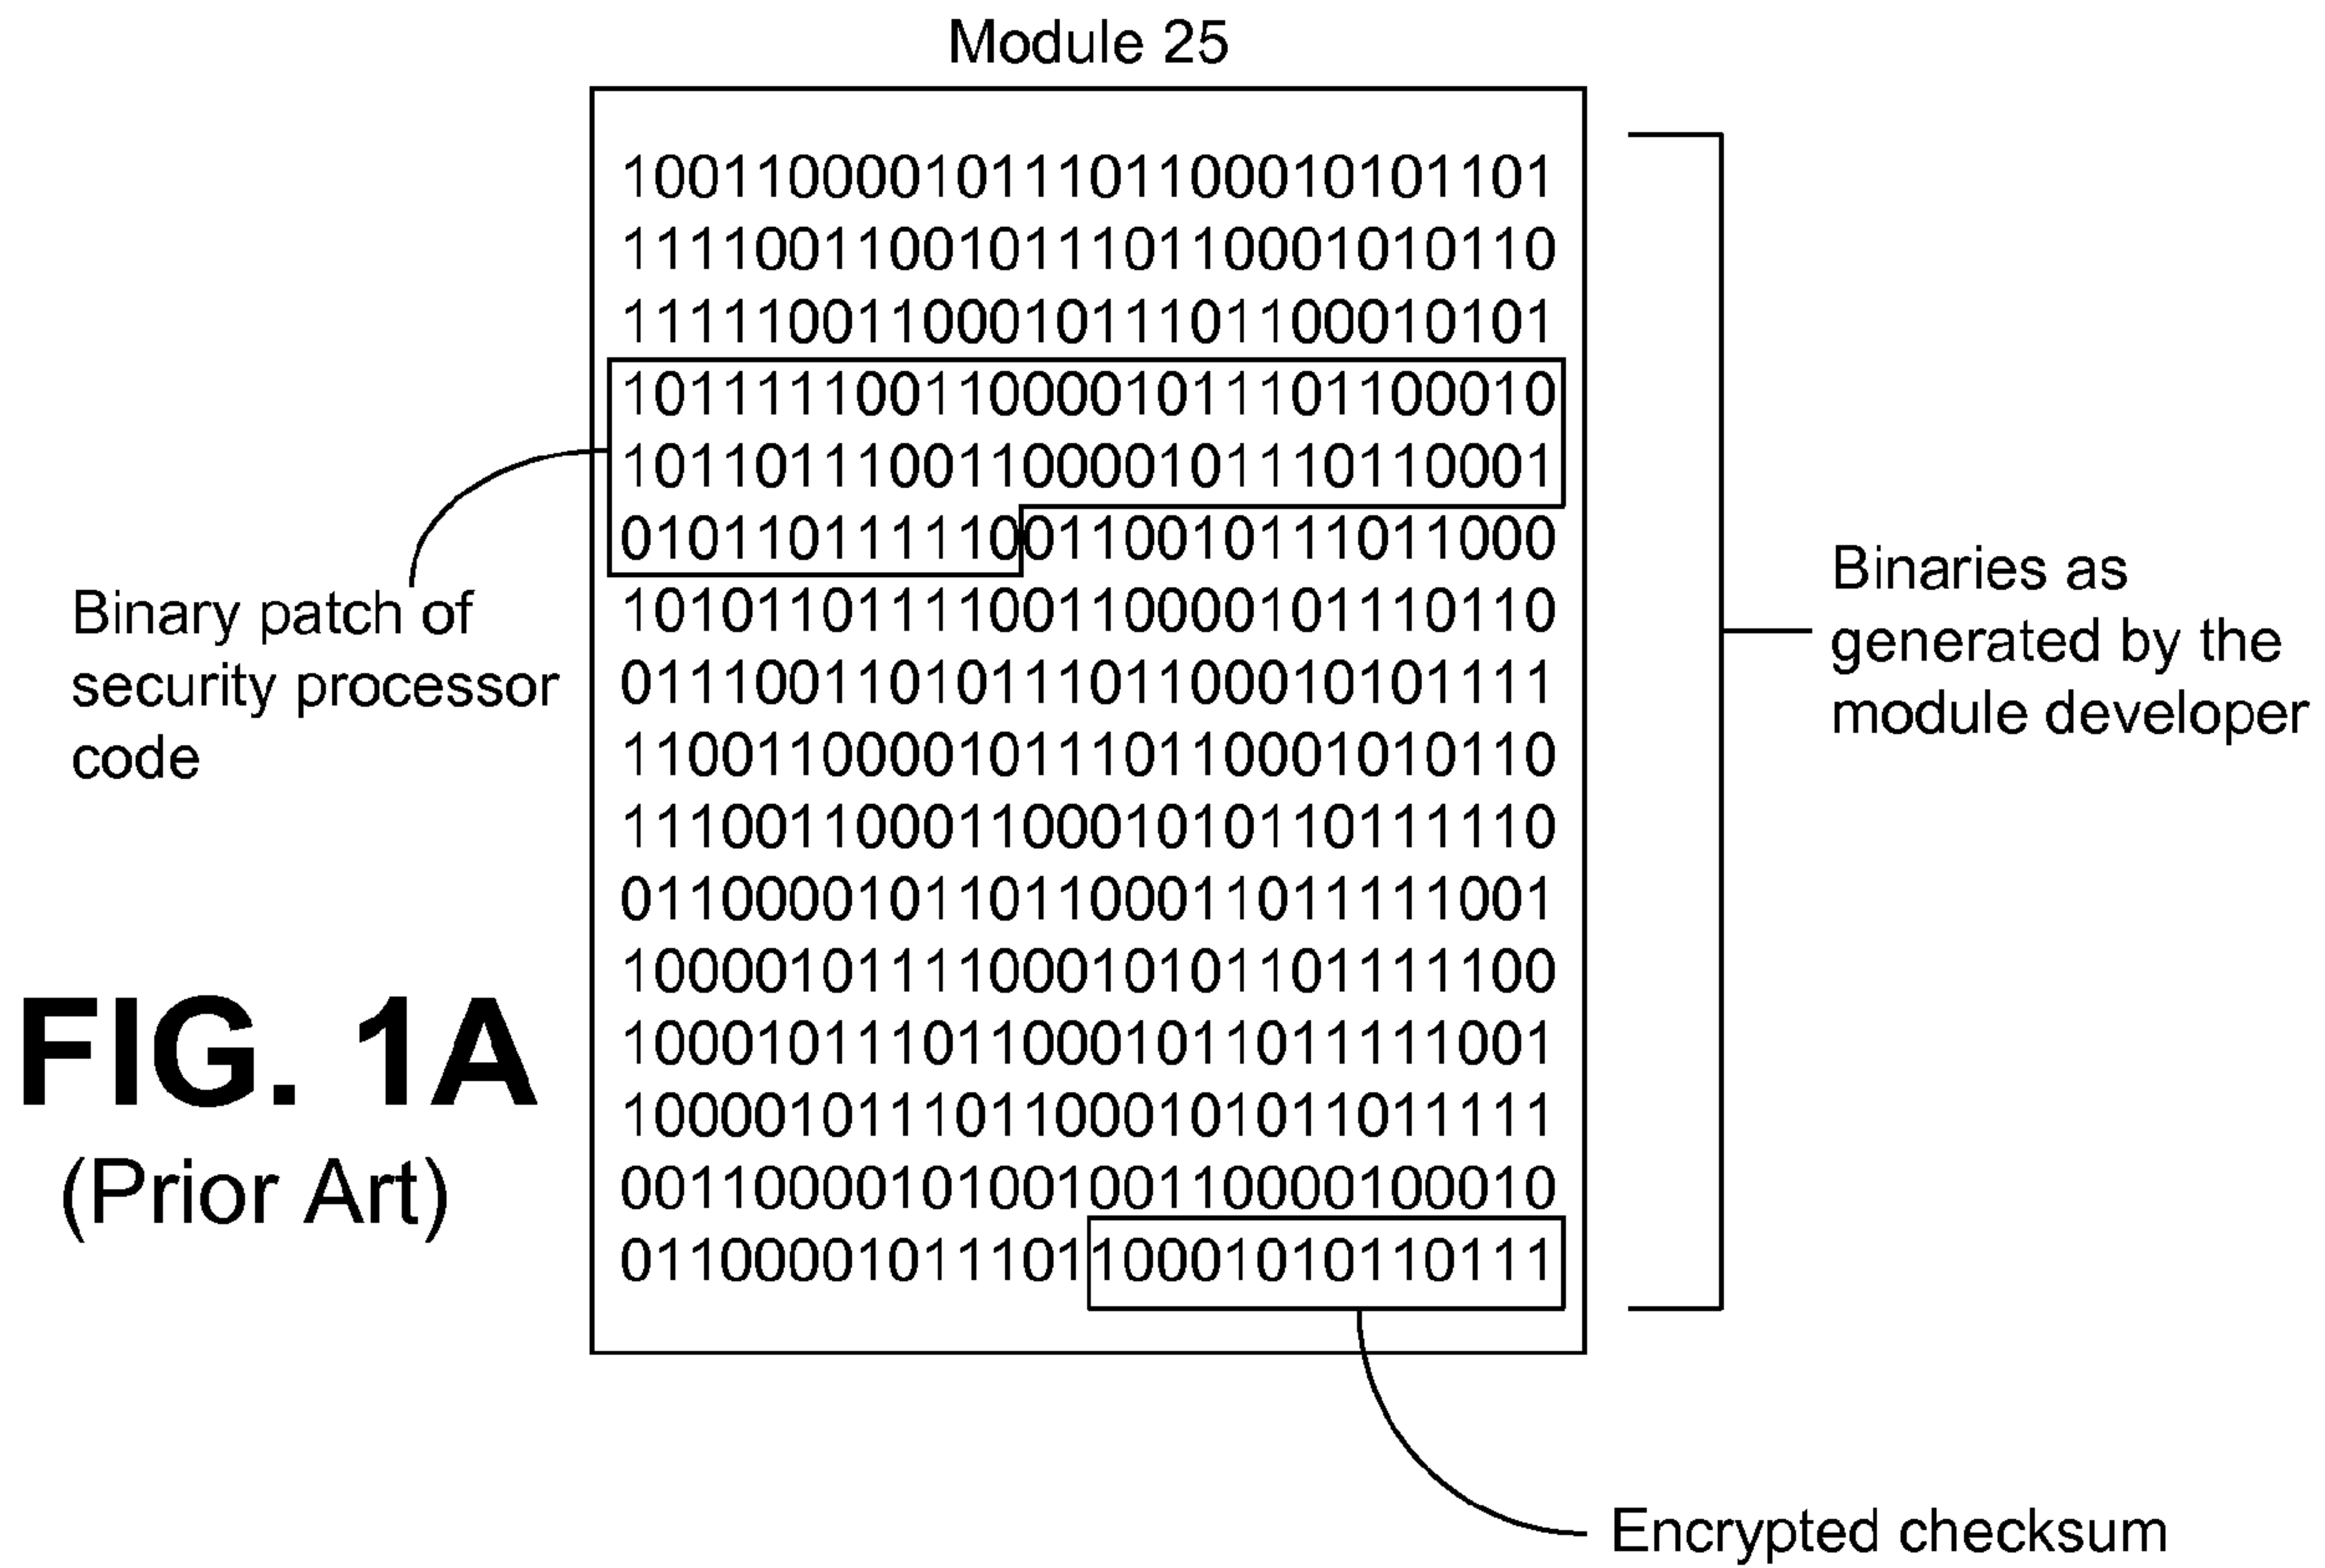 Module 25
1001100001011101100010101101
1111001100101110110001010110
1111100110001011101100010101
1011111001100001011101100010
1011011100110000101110110001
0101101111100110010111011000
1010110111100110000101110110
0111001101011101100010101111
1100110000101110110001010110
1110011000110001010110111110
0110000101101100011011111001
1000010111100010101101111100
1000101110110001011011111001
1000010111011000101011011111
0011000010100100110000100010
0110000101110110001010110111
Binary patch of
security processor
code
Binaries as
generated by the
module developer
FIG. 1A
(Prior Art)
Encrypted checksum